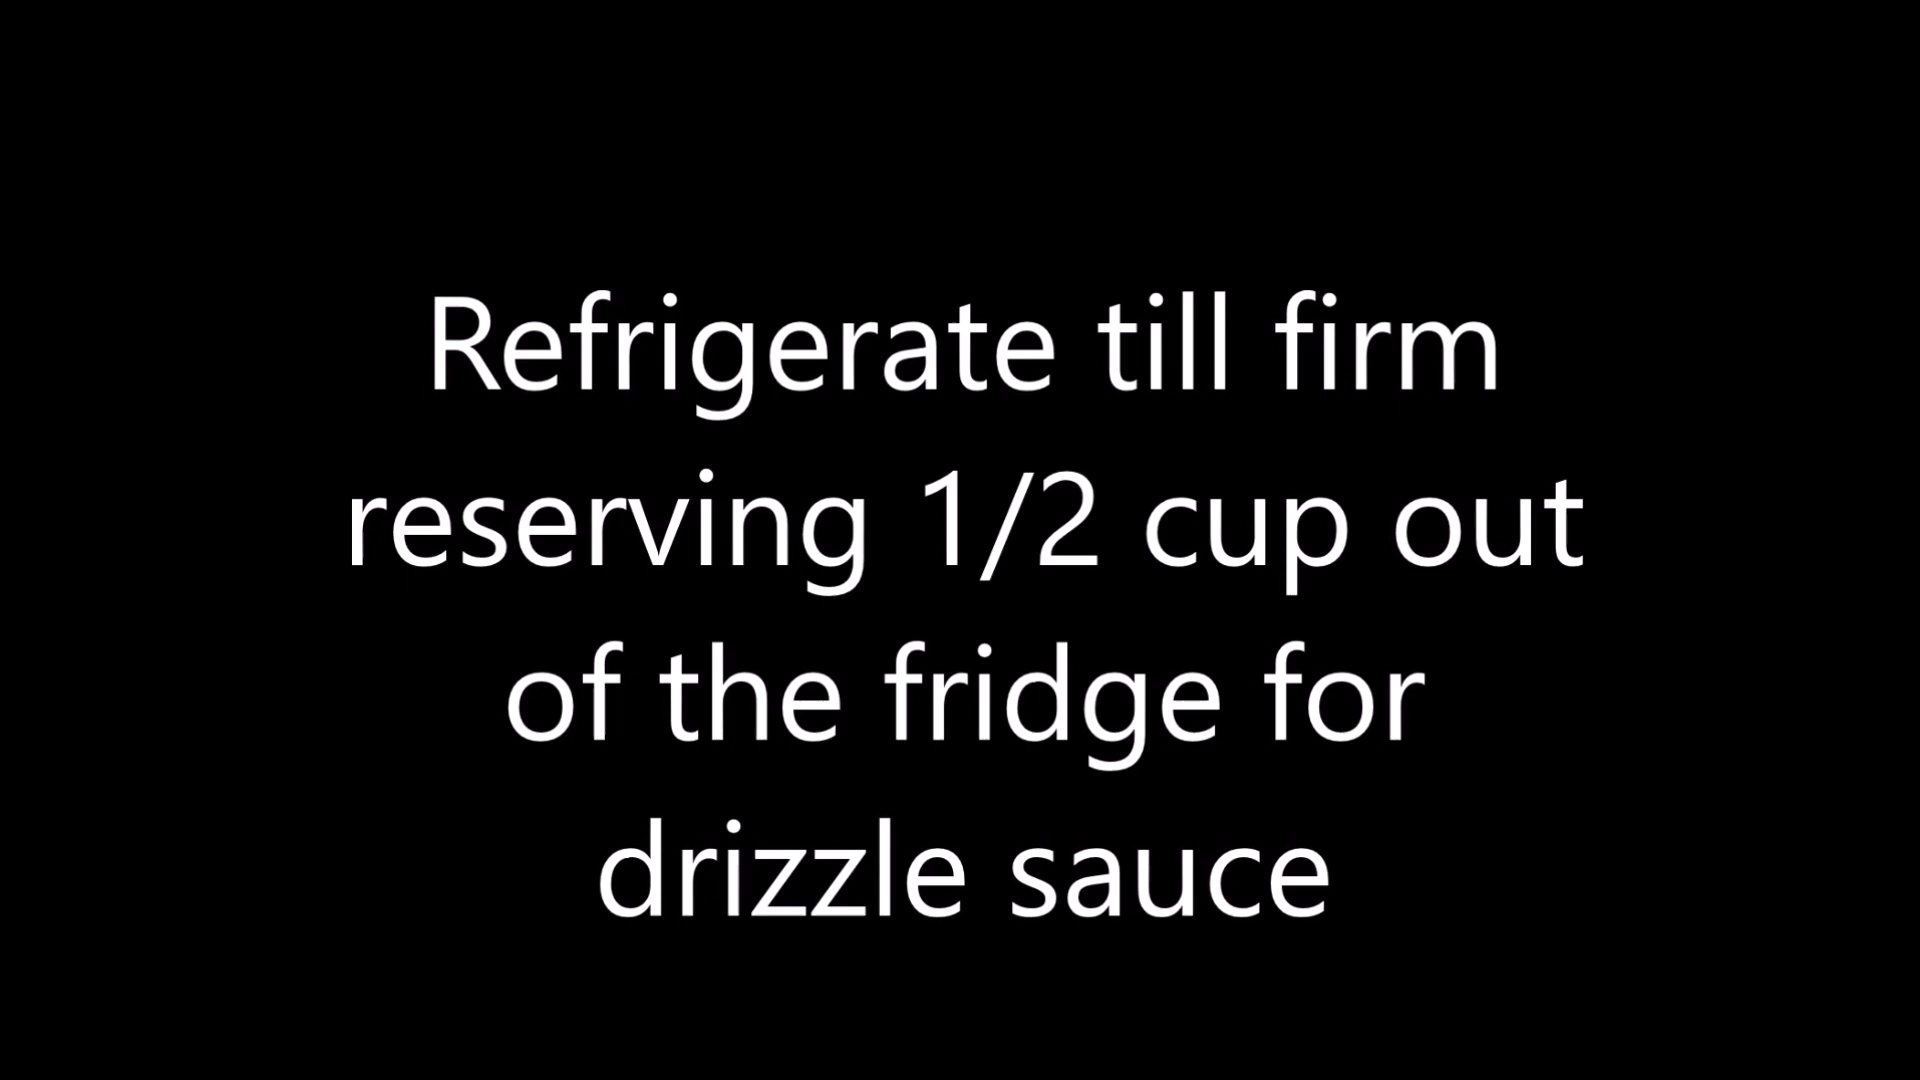 Refrigerate till firm
reserving 1/2 cup out
of the fridge for
drizzle sauce